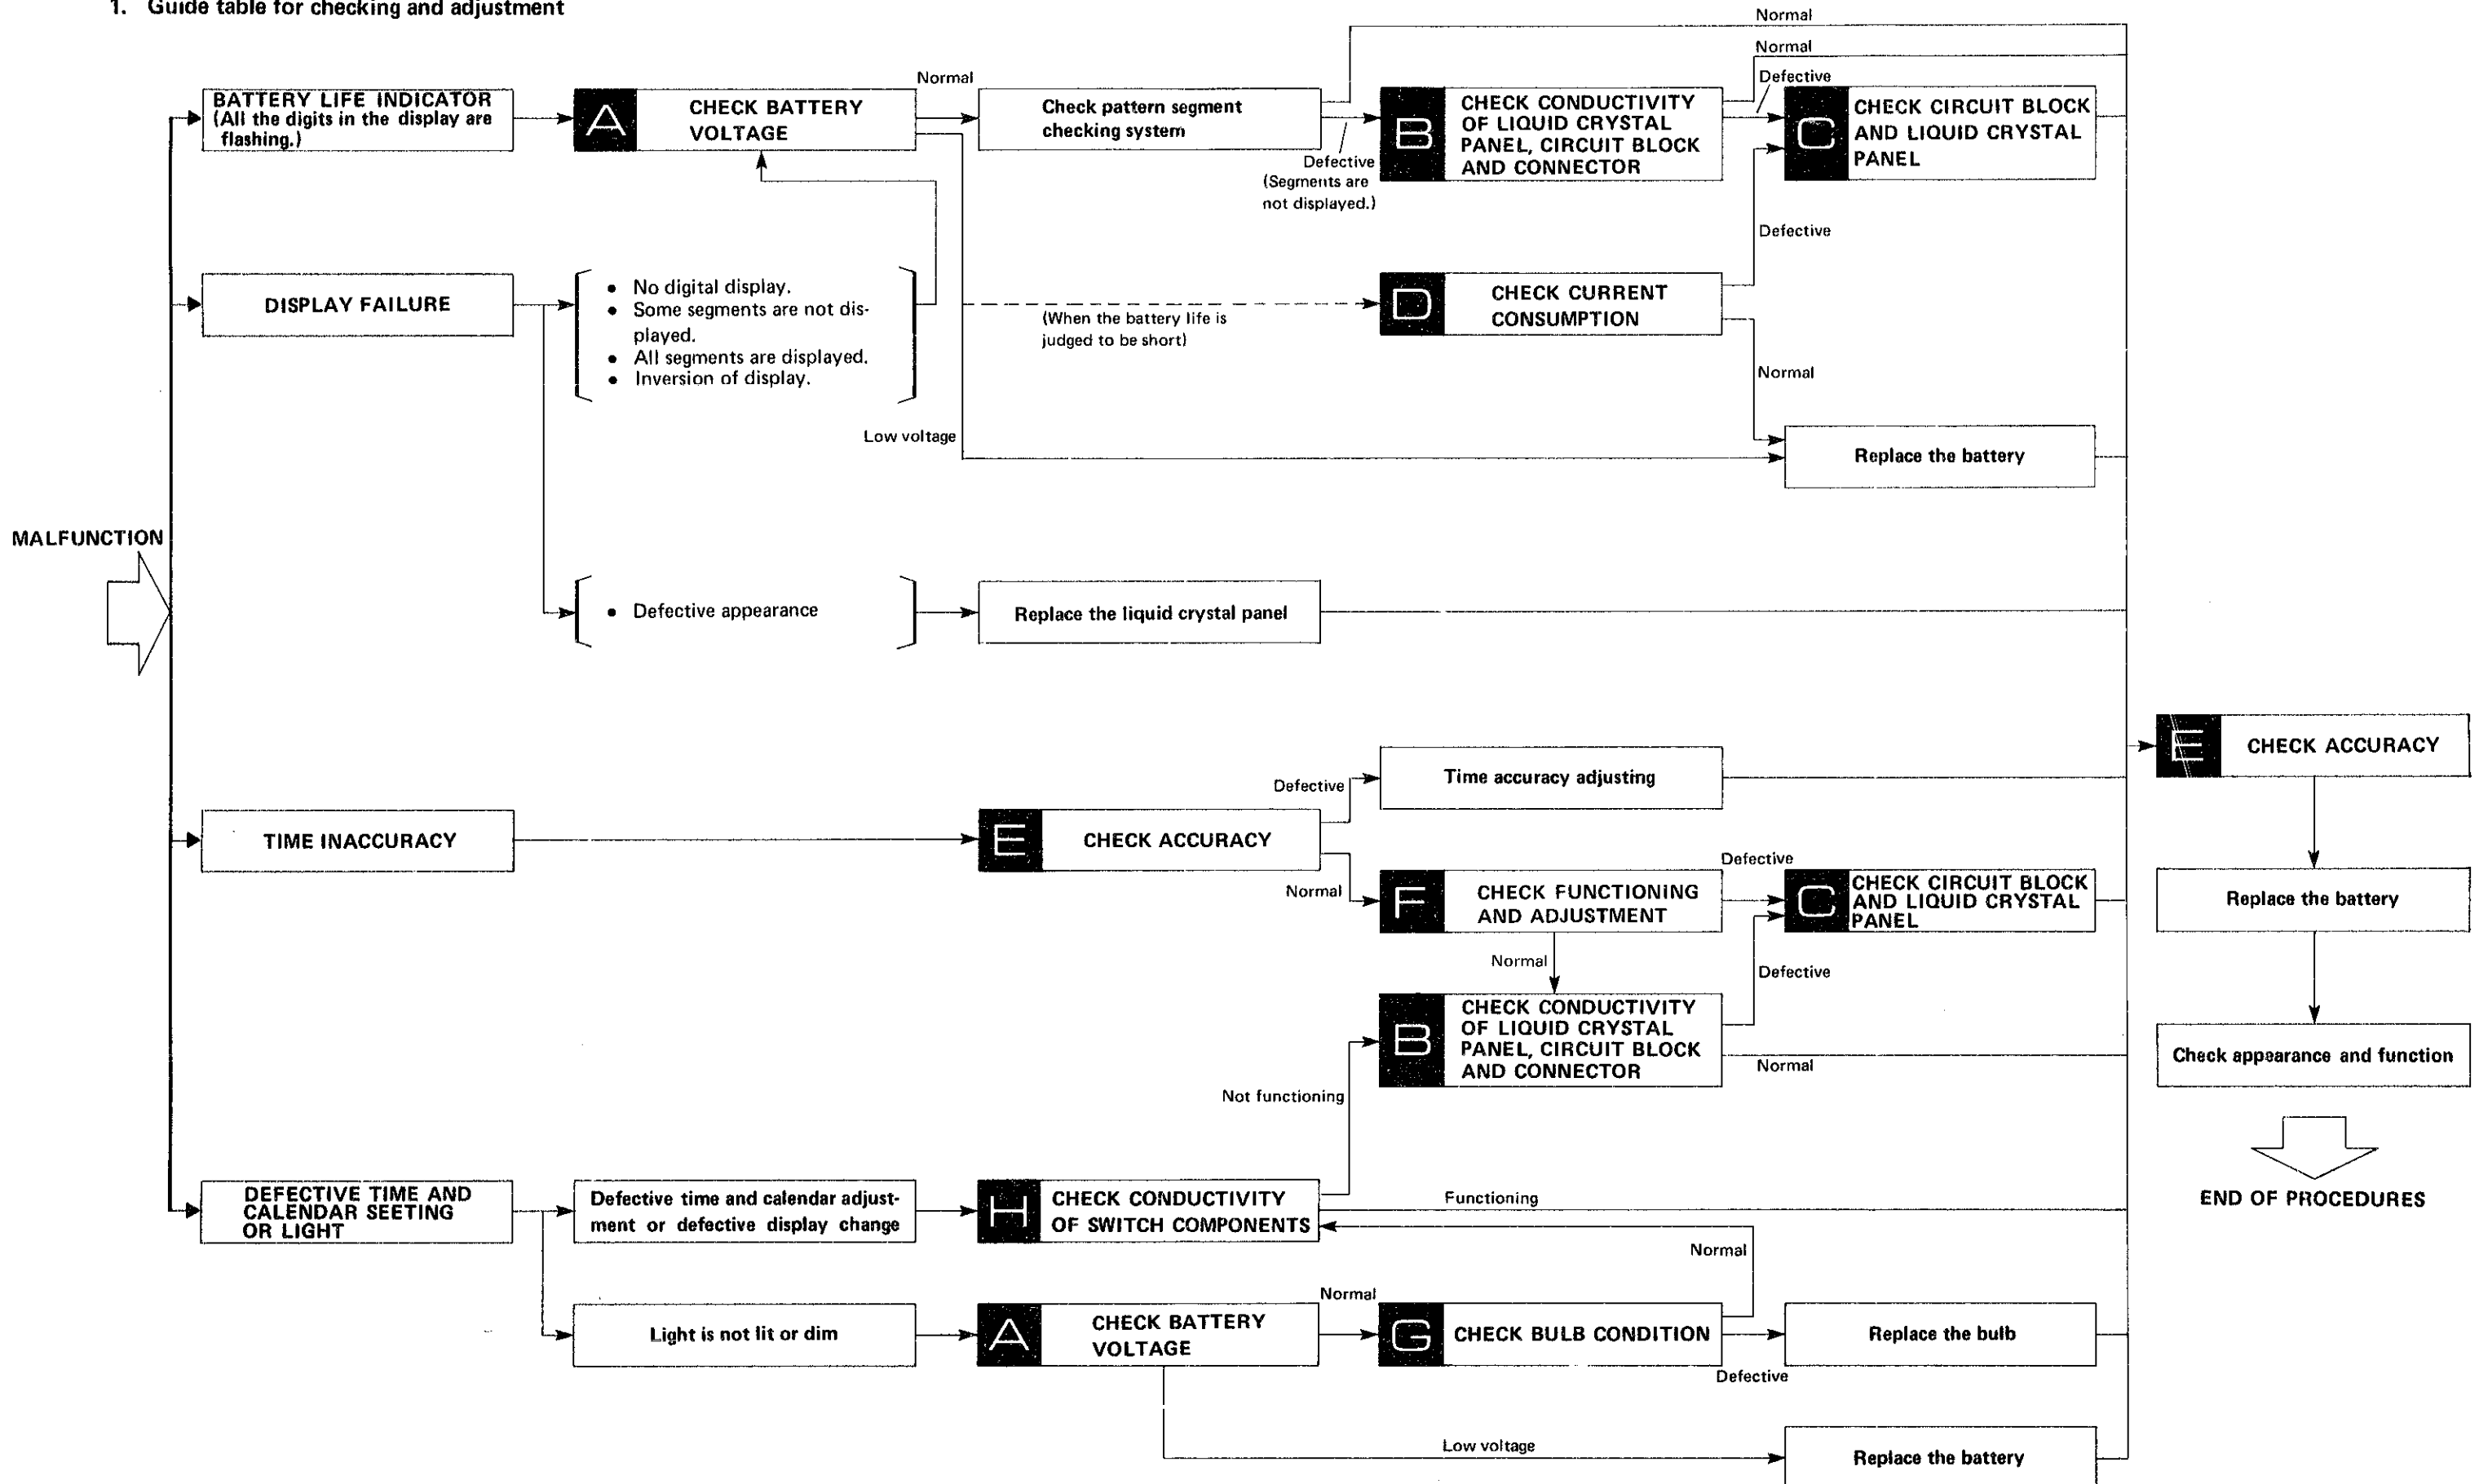 1. Guide table for checking and adjustment
Normal
Normal
Defective
Normal
BATTERY LIFE INDICATOR
(All the digits in the display are
flashing.)
A
CHECK BATTERY
VOLTAGE
Check pattern segment
checking system
Defective
(Segments are
not displayed.)
B
CHECK CONDUCTIVITY
OF LIQUID CRYSTAL
PANEL, CIRCUIT BLOCK
AND CONNECTOR
C
CHECK CIRCUIT BLOCK
AND LIQUID CRYSTAL
PANEL
Defective
DISPLAY FAILURE
• No digital display.
• Some segments are not dis-
played.
• All segments are displayed.
• Inversion of display.
(When the battery life is
judged to be short)
D
CHECK CURRENT
CONSUMPTION
Normal
Low voltage
Replace the battery
MALFUNCTION
• Defective appearance
Replace the liquid crystal panel
E
CHECK ACCURACY
Defective
Time accuracy adjusting
TIME INACCURACY
E
CHECK ACCURACY
Normal
F
CHECK FUNCTIONING
AND ADJUSTMENT
Defective
C
CHECK CIRCUIT BLOCK
AND LIQUID CRYSTAL
PANEL
Replace the battery
Normal
Defective
B
CHECK CONDUCTIVITY
OF LIQUID CRYSTAL
PANEL, CIRCUIT BLOCK
AND CONNECTOR
Normal
Check appearance and function
Not functioning
DEFECTIVE TIME AND
CALENDAR SEETING
OR LIGHT
Defective time and calendar adjust-
ment or defective display change
H
CHECK CONDUCTIVITY
OF SWITCH COMPONENTS
Functioning
END OF PROCEDURES
Normal
Light is not lit or dim
A
CHECK BATTERY
VOLTAGE
Normal
G
CHECK BULB CONDITION
Defective
Replace the bulb
Low voltage
Replace the battery